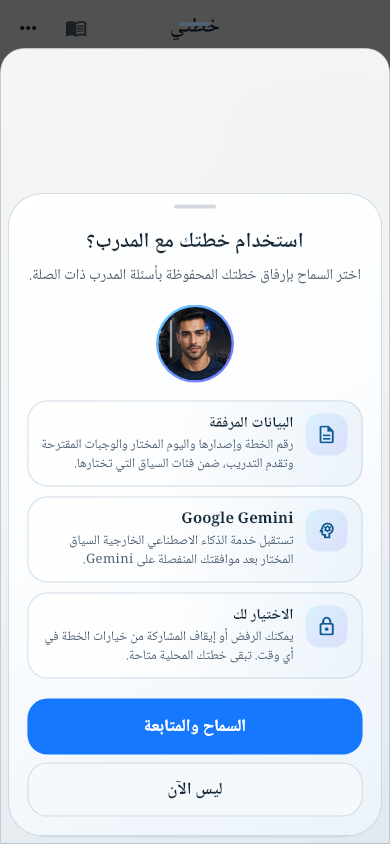 خطتي
استخدام خطتك مع المدرب؟
اختر السماح بإرفاق خطتك المحفوظة بأسئلة المدرب ذات الصلة.
البيانات المرفقة
رقم الخطة وإصدارها واليوم المختار والوجبات المقترحة
وتقدم التدريب، ضمن فئات السياق التي تختارها.
Google Gemini
تستقبل خدمة الذكاء الاصطناعي الخارجية السياق
المختار بعد موافقتك المنفصلة على Gemini.
الاختيار لك
يمكنك الرفض أو إيقاف المشاركة من خيارات الخطة في
أي وقت. تبقى خطتك المحلية متاحة.
السماح والمتابعة
ليس الآن